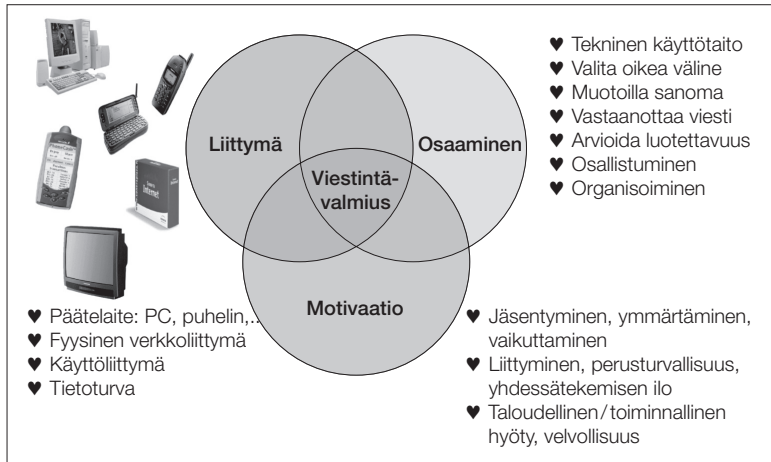 Liittymä
Osaaminen
Viestintä-
valmius
Motivaatio
♥ Tekninen käyttötaito
♥ Valita oikea väline
♥ Muotoilla sanoma
♥ Vastaanottaa viesti
♥ Arvioida luotettavuus
♥ Osallistuminen
♥ Organisoiminen
♥ Päätelaite: PC, puhelin,..
♥ Fyysinen verkkoliittymä
♥ Käyttöliittymä
♥ Tietoturva
♥ Jäsentyminen, ymmärtäminen,
vaikuttaminen
♥ Liittyminen, perusturvallisuus,
yhdessätekemisen ilo
♥ Taloudellinen/toiminnallinen
hyöty, velvollisuus
Internet